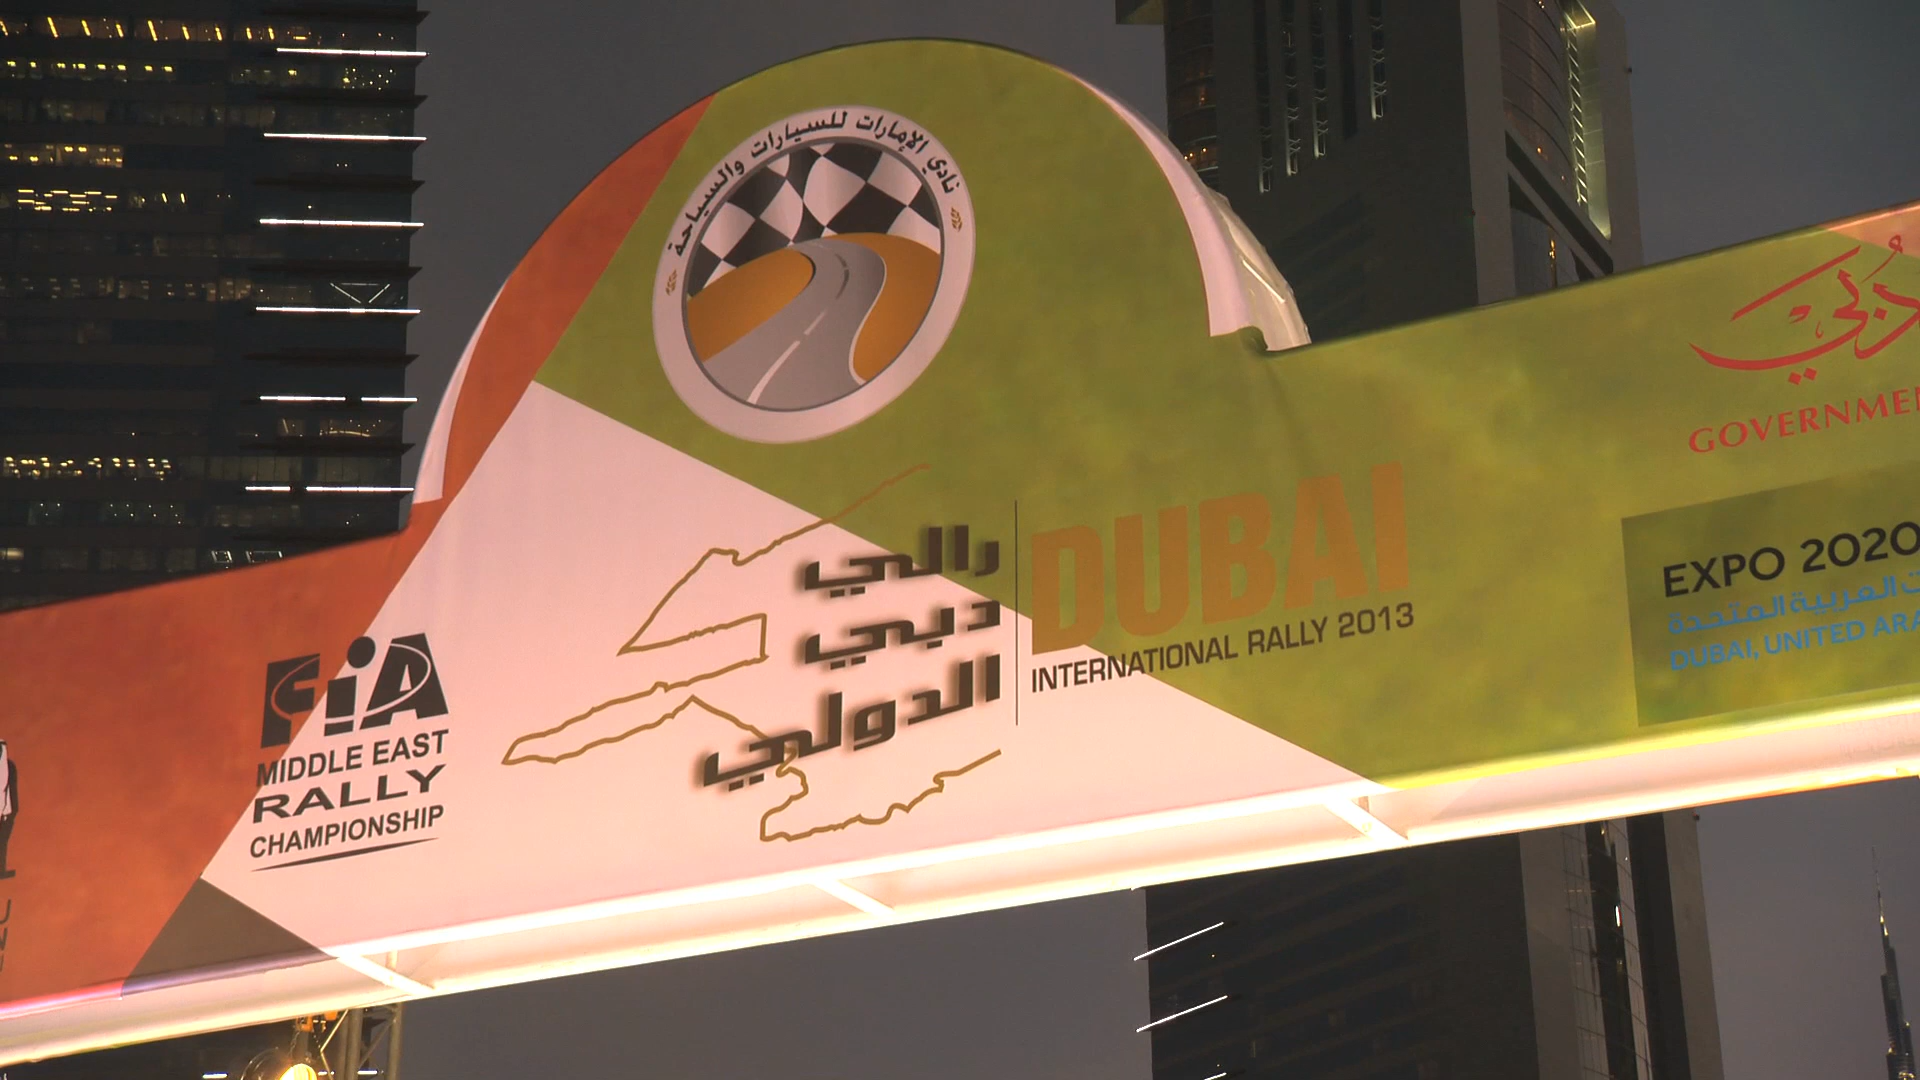 نادي الإمارات للسيارات والسياحة
FIA
MIDDLE EAST
RALLY
CHAMPIONSHIP
رالي
دبي
الدولي
DUBAI
INTERNATIONAL RALLY 2013
دبي
GOVERNME
EXPO 2020
العربية المتحدة
DUBAI, UNITED ARA